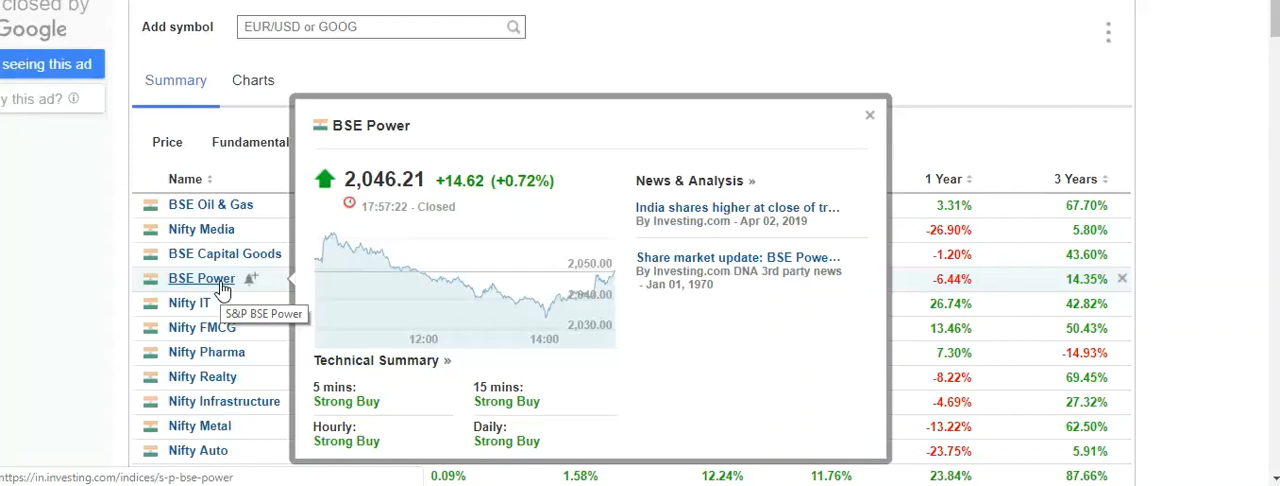 closed by
Google
seeing this ad
y this ad?
Add symbol
EUR/USD or GOOG
Summary Charts
Price Fundamental
Name 1 Year 3 Years
BSE Oil & Gas 3.31% 67.70%
Nifty Media -26.90% 5.80%
BSE Capital Goods -1.20% 43.60%
BSE Power -6.44% 14.35%
S&P BSE Power
Nifty IT 26.74% 42.82%
Nifty FMCG 13.46% 50.43%
Nifty Pharma 7.30% -14.93%
Nifty Realty -8.22% 69.45%
Nifty Infrastructure -4.69% 27.32%
Nifty Metal -13.22% 62.50%
Nifty Auto -23.75% 5.91%
0.09% 1.58% 12.24% 11.76% 23.84% 87.66%
BSE Power
2,046.21 +14.62 (+0.72%)
17:57:22 - Closed
2,050.00
2,040.00
2,030.00
12:00 14:00
Technical Summary »
5 mins: 15 mins:
Strong Buy Strong Buy
Hourly: Daily:
Strong Buy Strong Buy
News & Analysis »
India shares higher at close of tr...
By Investing.com - Apr 02, 2019
Share market update: BSE Powe...
By Investing.com DNA 3rd party news
- Jan 01, 1970
https://in.investing.com/indices/s-p-bse-power